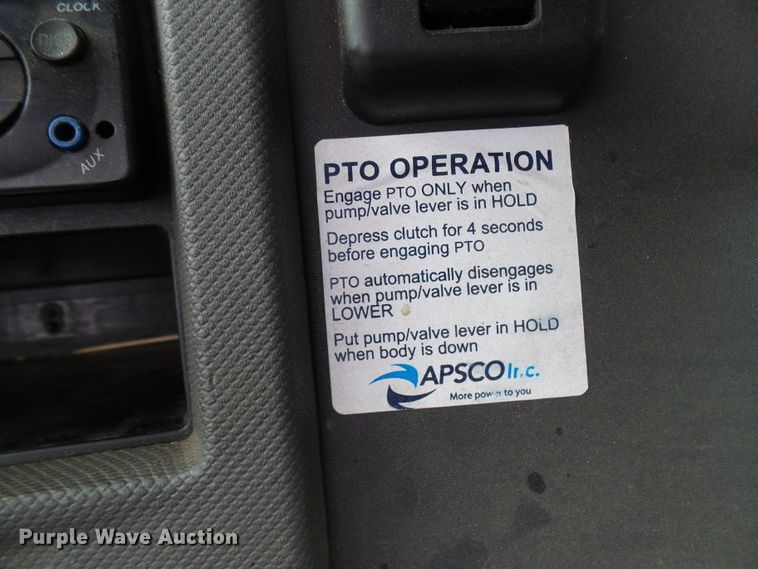 CLOCK
DISP
AUX
PTO OPERATION
Engage PTO ONLY when
pump/valve lever is in HOLD
Depress clutch for 4 seconds
before engaging PTO
PTO automatically disengages
when pump/valve lever is in
LOWER
Put pump/valve lever in HOLD
when body is down
APSCO Inc.
More power to you
Purple Wave Auction